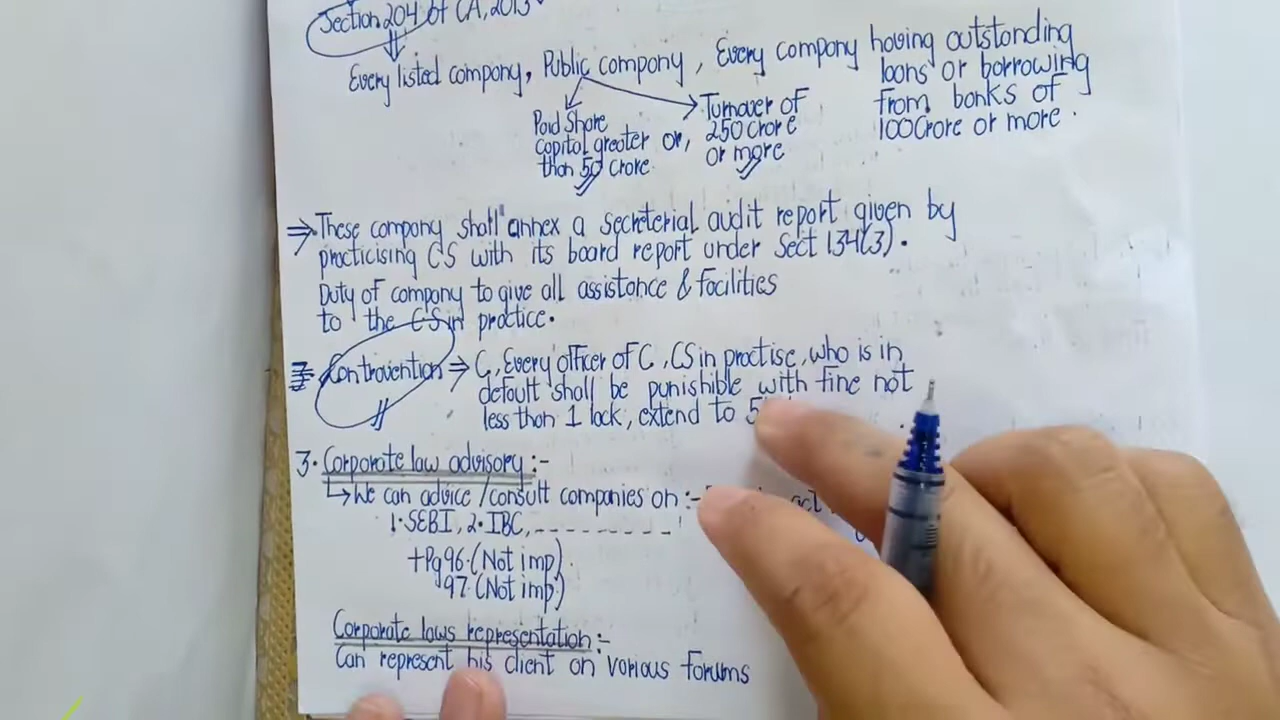 Section 204 of CA, 2013
Every listed company, Public company, Every company having outstanding
loans or borrowing
from banks of
100 Crore or more.
Paid Share
capital greater or,
than 50 crore
Turnover of
250 Crore
or more
⇒ These company shall annex a secreterial audit report given by
practicising CS with its board report under Sect 134(3).
Duty of company to give all assistance & facilities
to the CS in practice.
Contravention ⇒ C, Every officer of C, CS in practise, who is in
default shall be punishible with fine not
less than 1 lack, extend to 5
3. Corporate law advisory :-
↳ We can advice / consult companies on :- act
1. SEBI, 2. IBC, ---------
+ Pg 96. (Not imp)
97. (Not imp)
Corporate laws representation :-
Can represent his client on various forums